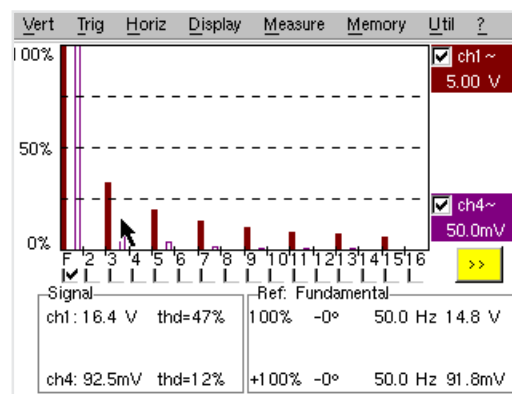 Vert Trig Horiz Display Measure Memory Util ?
100%
50%
0%
ch1 ~
5.00 V
ch4~
50.0mV
>>
F 2 3 4 5 6 7 8 9 10 11 12 13 14 15 16
Signal
ch1: 16.4 V thd=47%
ch4: 92.5mV thd=12%
Ref: Fundamental
100% -0° 50.0 Hz 14.8 V
+100% -0° 50.0 Hz 91.8mV